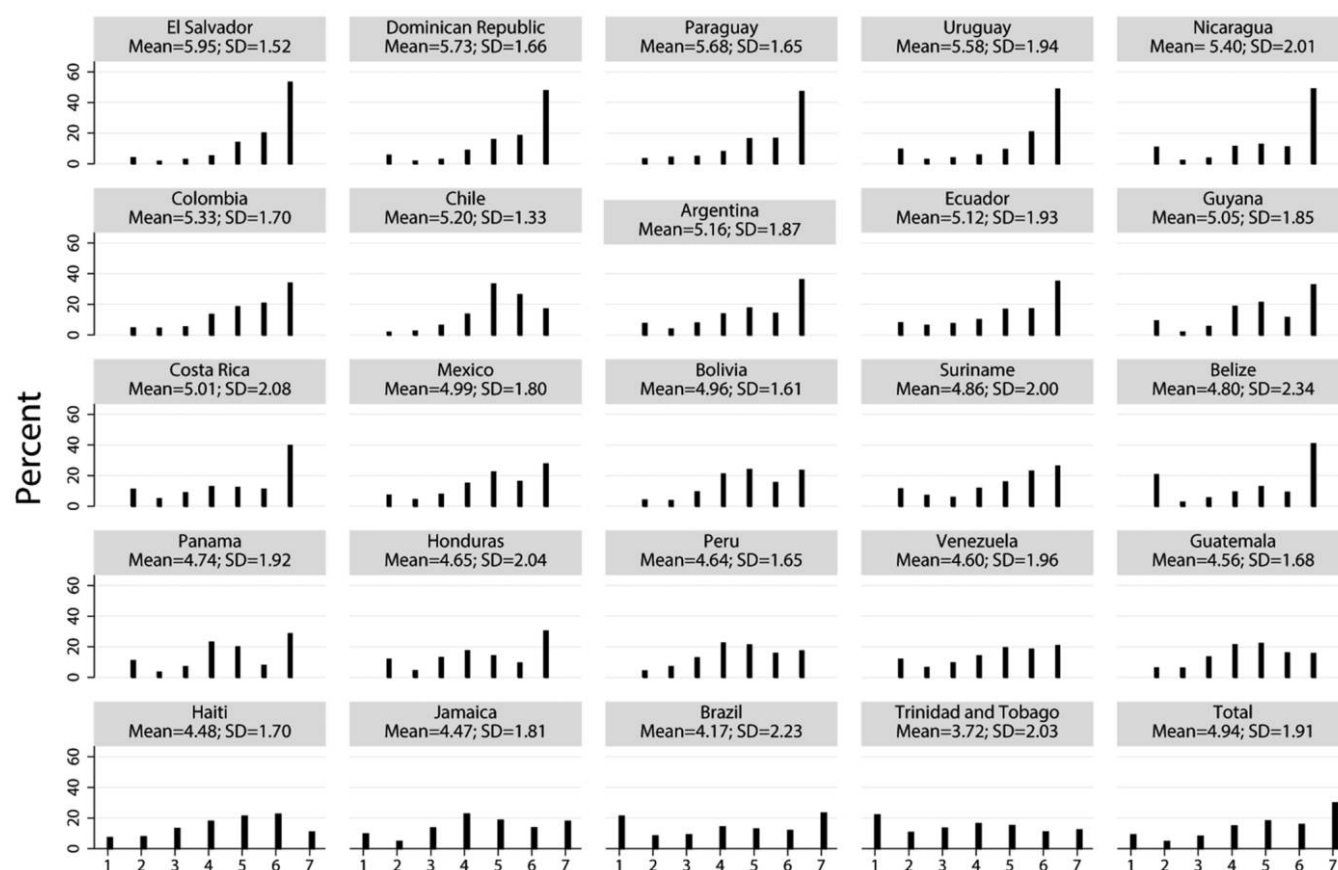 El Salvador
Mean=5.95; SD=1.52
Dominican Republic
Mean=5.73; SD=1.66
Paraguay
Mean=5.68; SD=1.65
Uruguay
Mean=5.58; SD=1.94
Nicaragua
Mean= 5.40; SD=2.01
60
40
20
0
Colombia
Mean=5.33; SD=1.70
Chile
Mean=5.20; SD=1.33
Argentina
Mean=5.16; SD=1.87
Ecuador
Mean=5.12; SD=1.93
Guyana
Mean=5.05; SD=1.85
60
40
20
0
Costa Rica
Mean=5.01; SD=2.08
Mexico
Mean=4.99; SD=1.80
Bolivia
Mean=4.96; SD=1.61
Suriname
Mean=4.86; SD=2.00
Belize
Mean=4.80; SD=2.34
Percent
60
40
20
0
Panama
Mean=4.74; SD=1.92
Honduras
Mean=4.65; SD=2.04
Peru
Mean=4.64; SD=1.65
Venezuela
Mean=4.60; SD=1.96
Guatemala
Mean=4.56; SD=1.68
60
40
20
0
Haiti
Mean=4.48; SD=1.70
Jamaica
Mean=4.47; SD=1.81
Brazil
Mean=4.17; SD=2.23
Trinidad and Tobago
Mean=3.72; SD=2.03
Total
Mean=4.94; SD=1.91
60
40
20
0
1 2 3 4 5 6 7
1 2 3 4 5 6 7
1 2 3 4 5 6 7
1 2 3 4 5 6 7
1 2 3 4 5 6 7